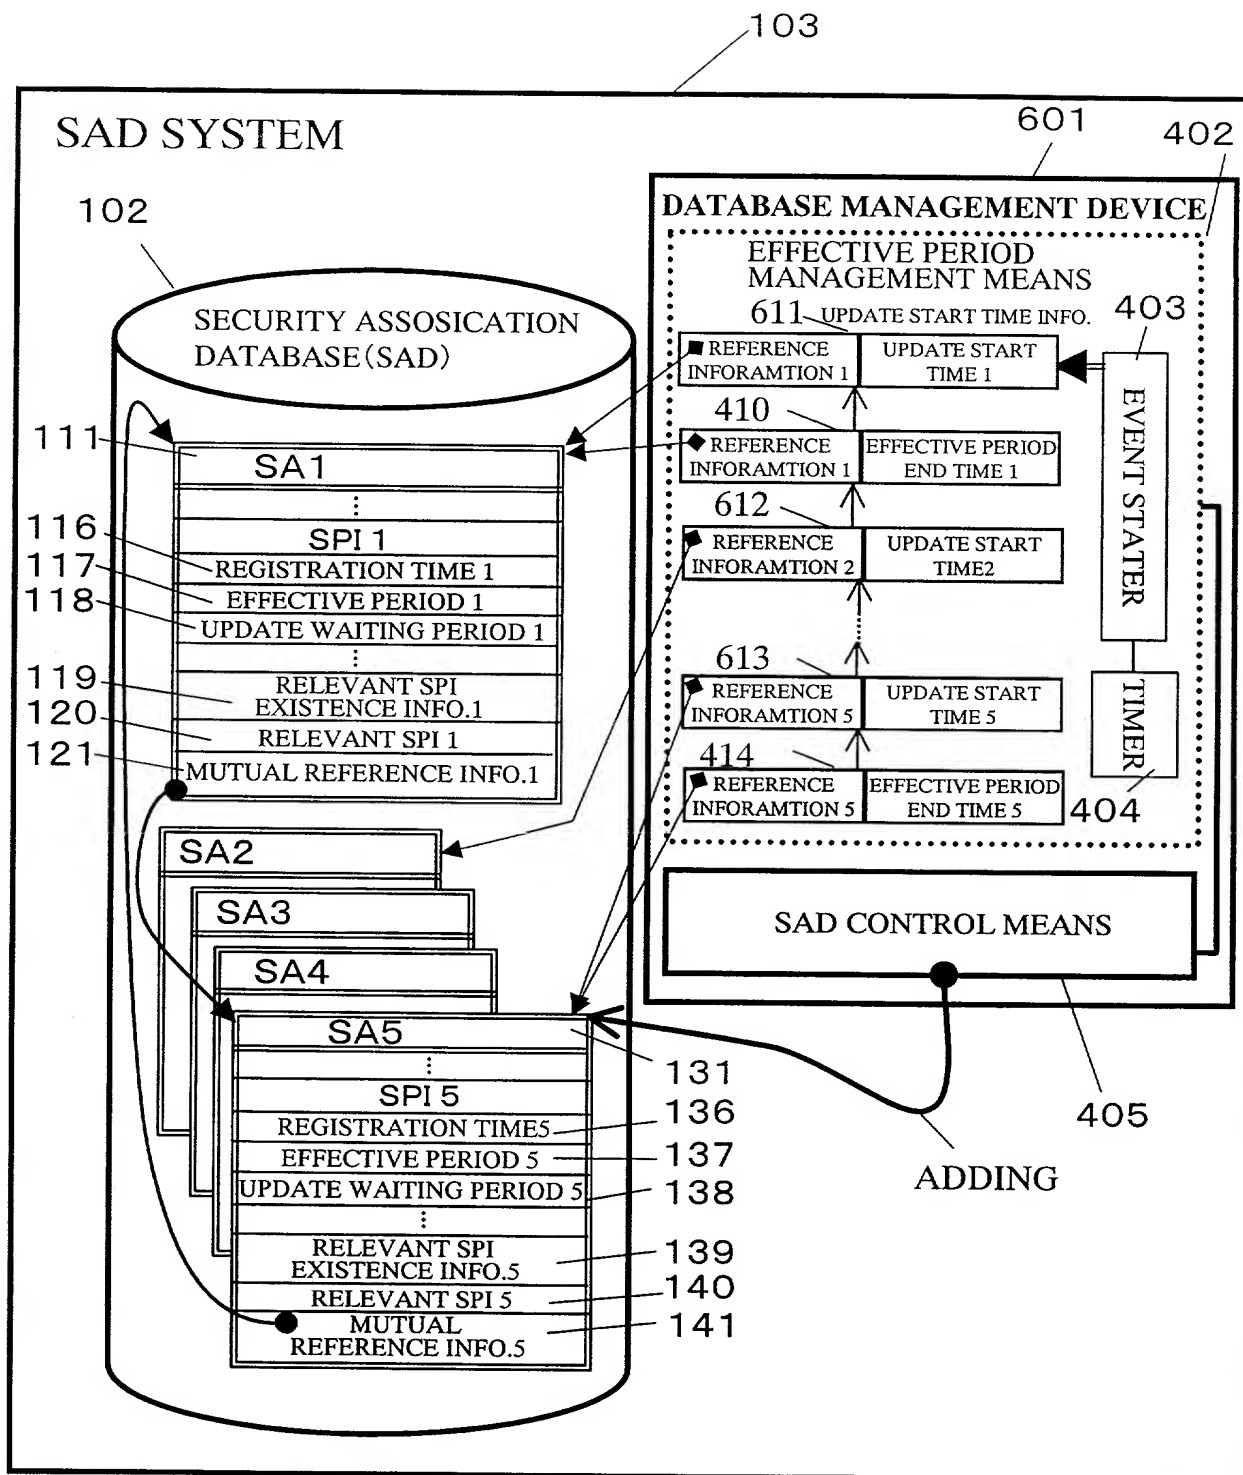 103
SAD SYSTEM
601
402
102
DATABASE MANAGEMENT DEVICE
EFFECTIVE PERIOD
MANAGEMENT MEANS
SECURITY ASSOSICATION
DATABASE(SAD)
611
UPDATE START TIME INFO.
403
REFERENCE
INFORAMTION 1
UPDATE START
TIME 1
410
REFERENCE
INFORAMTION 1
EFFECTIVE PERIOD
END TIME 1
612
REFERENCE
INFORAMTION 2
UPDATE START
TIME2
613
REFERENCE
INFORAMTION 5
UPDATE START
TIME 5
414
REFERENCE
INFORAMTION 5
EFFECTIVE PERIOD
END TIME 5
EVENT STATER
TIMER
404
111
SA1
SPI 1
116
REGISTRATION TIME 1
117
EFFECTIVE PERIOD 1
118
UPDATE WAITING PERIOD 1
119
RELEVANT SPI
EXISTENCE INFO.1
120
RELEVANT SPI 1
121
MUTUAL REFERENCE INFO.1
SA2
SA3
SA4
SAD CONTROL MEANS
405
ADDING
SA5
131
SPI 5
136
REGISTRATION TIME5
EFFECTIVE PERIOD 5
137
UPDATE WAITING PERIOD 5
138
RELEVANT SPI
EXISTENCE INFO.5
139
RELEVANT SPI 5
140
MUTUAL
REFERENCE INFO.5
141